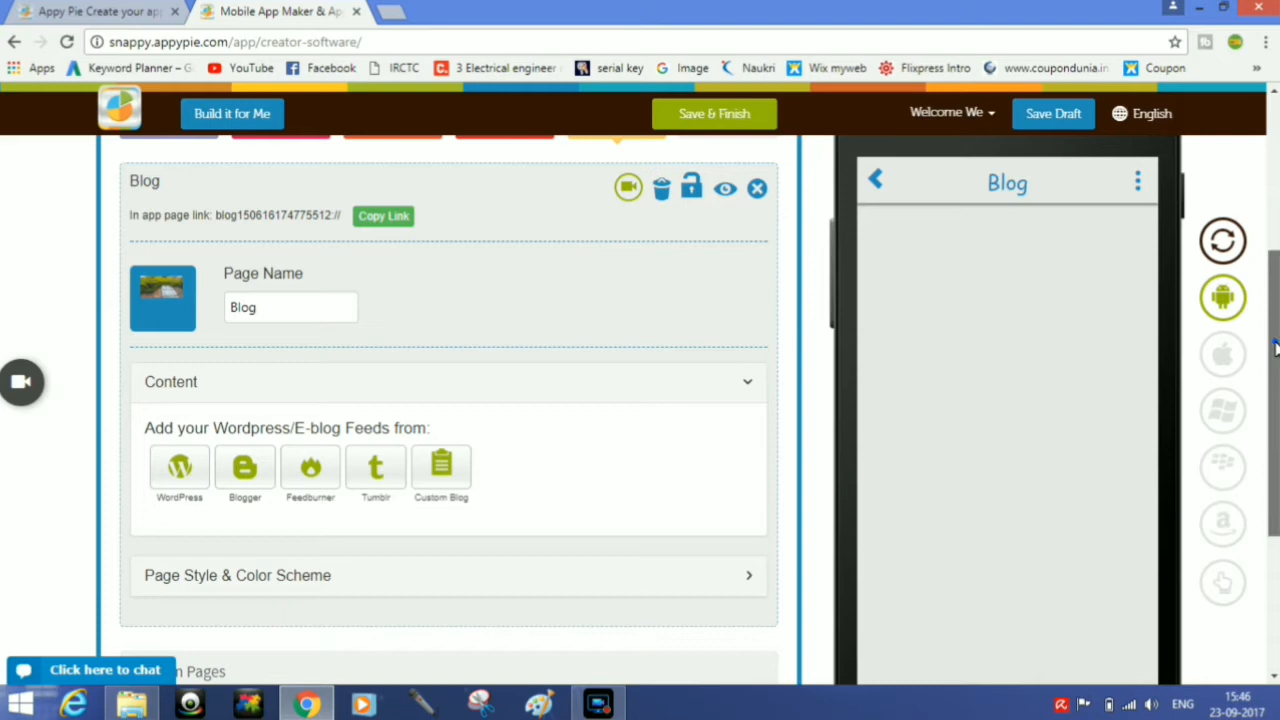 Appy Pie Create your ap
Mobile App Maker & Ap
snappy.appypie.com/app/creator-software/
Apps
Keyword Planner – G
YouTube
Facebook
IRCTC
3 Electrical engineer
serial key
Image
Naukri
Wix myweb
Flixpress Intro
www.coupondunia.in
Coupon
»
Build it for Me
Save & Finish
Welcome We
Save Draft
English
Blog
In app page link: blog150616174775512://
Copy Link
Page Name
Blog
Content
Add your Wordpress/E-blog Feeds from:
WordPress
Blogger
Feedburner
Tumblr
Custom Blog
Page Style & Color Scheme
Pages
Click here to chat
Blog
ENG
15:46
23-09-2017